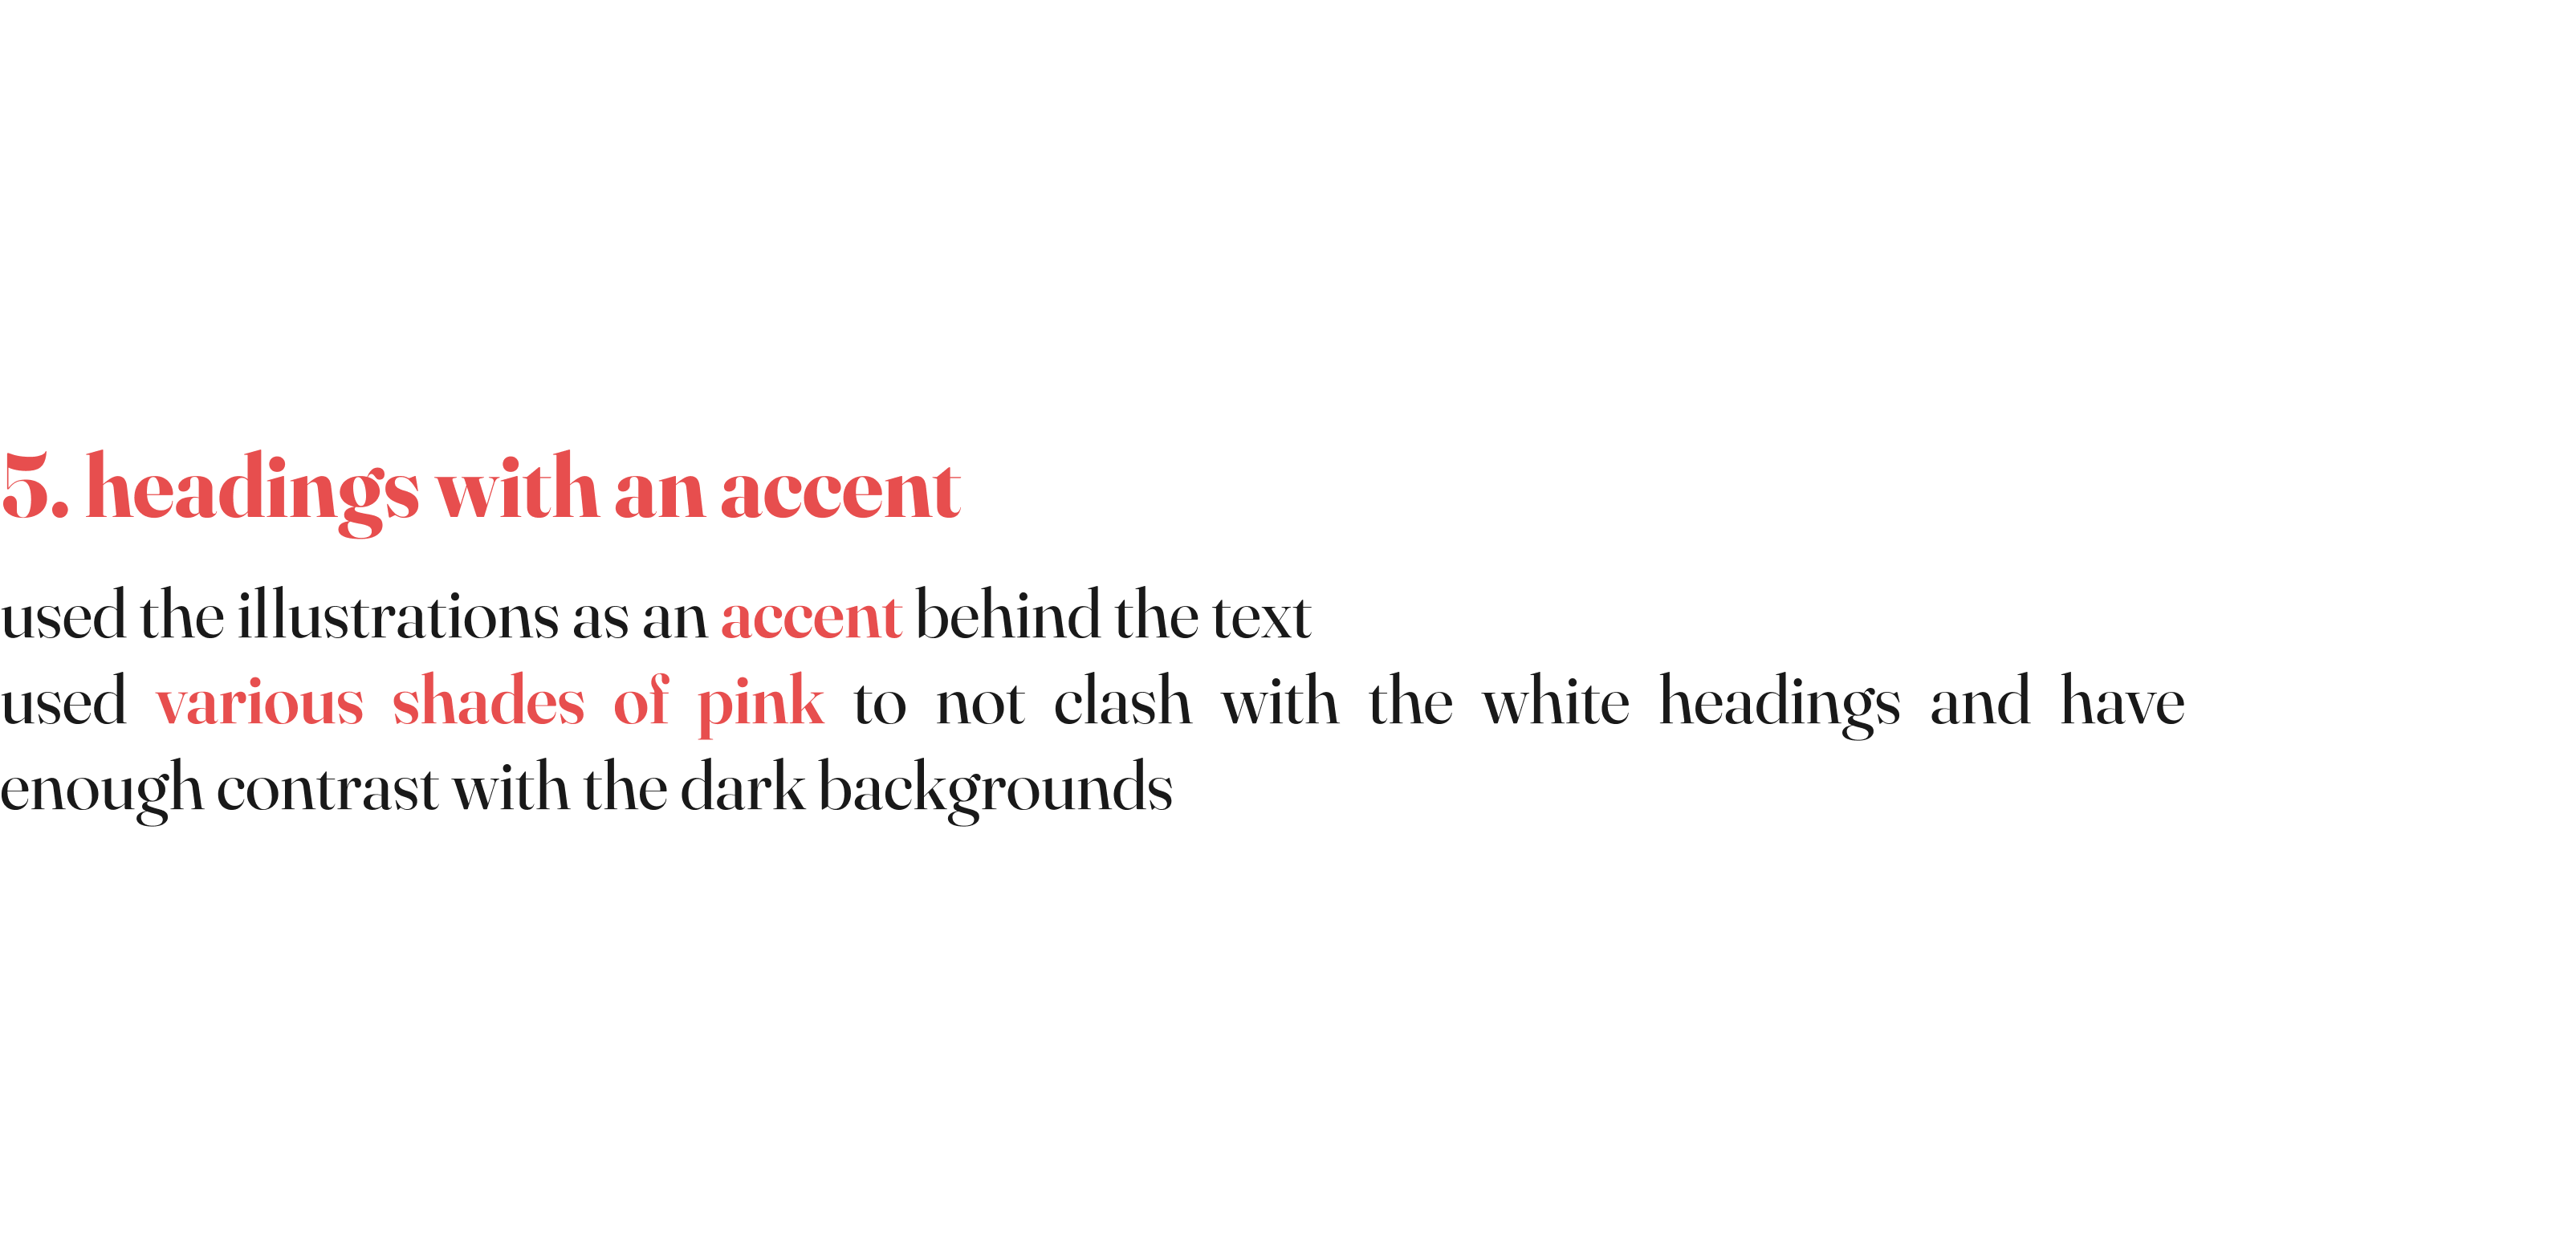 5. headings with an accent
used the illustrations as an accent behind the text
used various shades of pink to not clash with the white headings and have
enough contrast with the dark backgrounds